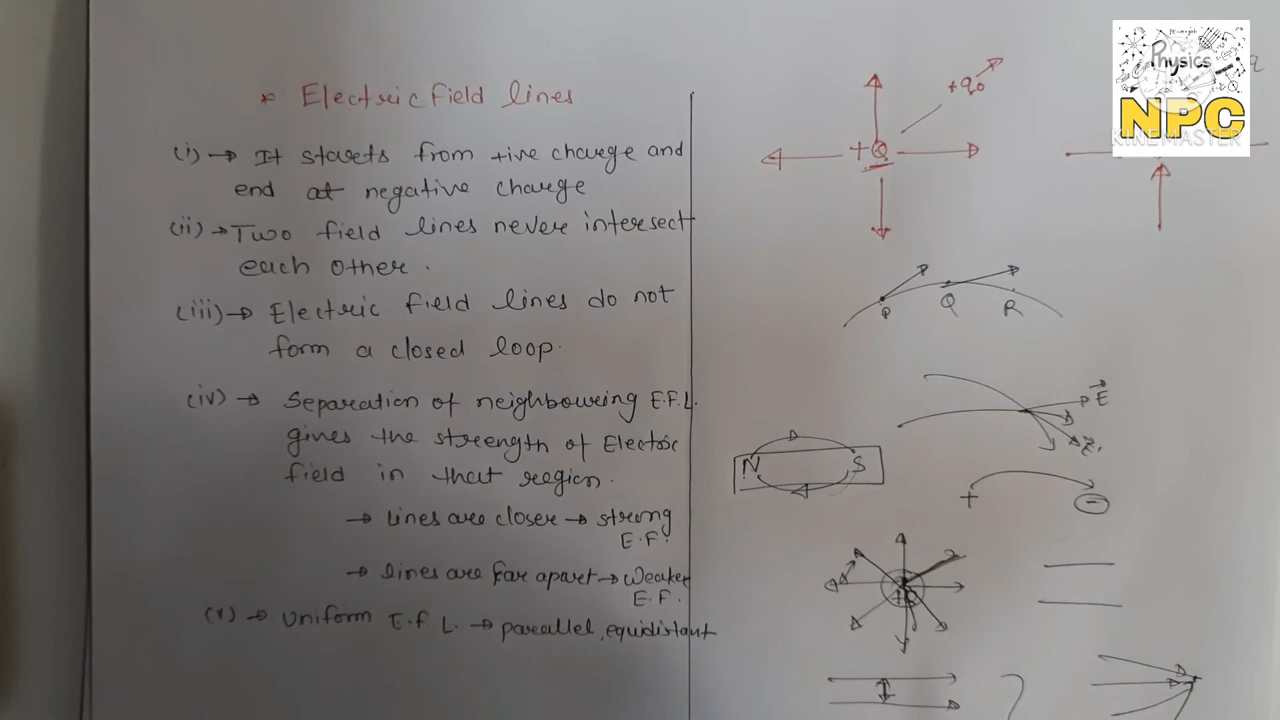 * Electric field lines
(i) → It starts from +ive charge and
end at negative charge
(ii) → Two field lines never intersect
each other.
(iii) → Electric field lines do not
form a closed loop.
(iv) → Separation of neighbouring E.F.L.
gives the strength of Electric
field in that region.
→ Lines are closer → strong
E.F.
→ lines are far apart → Weaker
E.F.
(v) → Uniform E.F.L. → parallel, equidistant
+q₀
+Q
P Q R
E
N S
+ −
Physics
NPC
KINEMASTER